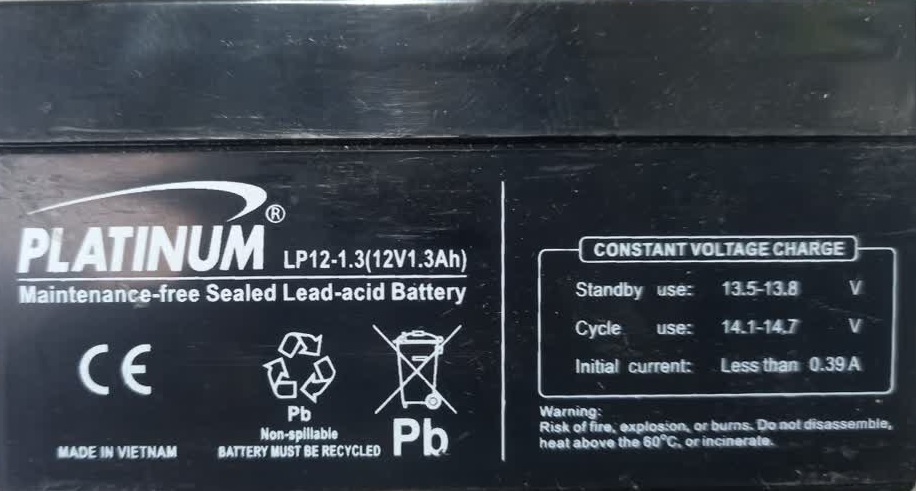 PLATINUM® LP12-1.3(12V1.3Ah)
Maintenance-free Sealed Lead-acid Battery
CE
Pb
Non-spillable
BATTERY MUST BE RECYCLED
Pb
MADE IN VIETNAM
CONSTANT VOLTAGE CHARGE
Standby use: 13.5-13.8 V
Cycle use: 14.1-14.7 V
Initial current: Less than 0.39 A
Warning:
Risk of fire, explosion, or burns. Do not disassemble,
heat above the 60°C, or incinerate.